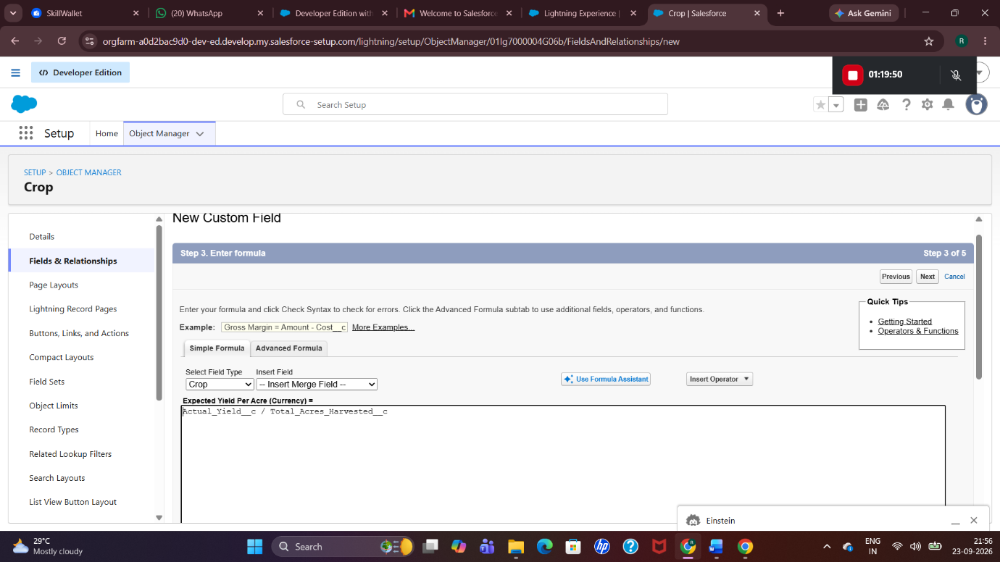 SkillWallet
(20) WhatsApp
Developer Edition with
Welcome to Salesforce
Lightning Experience |
Crop | Salesforce
Ask Gemini
orgfarm-a0d2bac9d0-dev-ed.develop.my.salesforce-setup.com/lightning/setup/ObjectManager/01Ig7000004G06b/FieldsAndRelationships/new
R
</> Developer Edition
01:19:50
Search Setup
Setup
Home
Object Manager
SETUP > OBJECT MANAGER
Crop
Details
Fields & Relationships
Page Layouts
Lightning Record Pages
Buttons, Links, and Actions
Compact Layouts
Field Sets
Object Limits
Record Types
Related Lookup Filters
Search Layouts
List View Button Layout
New Custom Field
Step 3. Enter formula
Step 3 of 5
Previous
Next
Cancel
Enter your formula and click Check Syntax to check for errors. Click the Advanced Formula subtab to use additional fields, operators, and functions.
Example: Gross Margin = Amount - Cost__c More Examples...
Quick Tips
• Getting Started
• Operators & Functions
Simple Formula
Advanced Formula
Select Field Type
Insert Field
Crop
-- Insert Merge Field --
Use Formula Assistant
Insert Operator
Expected Yield Per Acre (Currency) =
Actual_Yield__c / Total_Acres_Harvested__c
Einstein
29°C
Mostly cloudy
Search
ENG
IN
21:56
23-09-2026